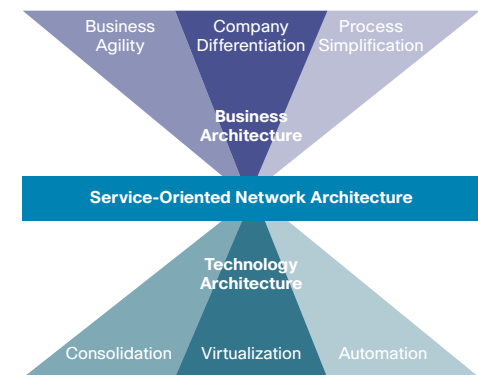 Business
Agility
Company
Differentiation
Process
Simplification
Business
Architecture
Service-Oriented Network Architecture
Technology
Architecture
Consolidation
Virtualization
Automation